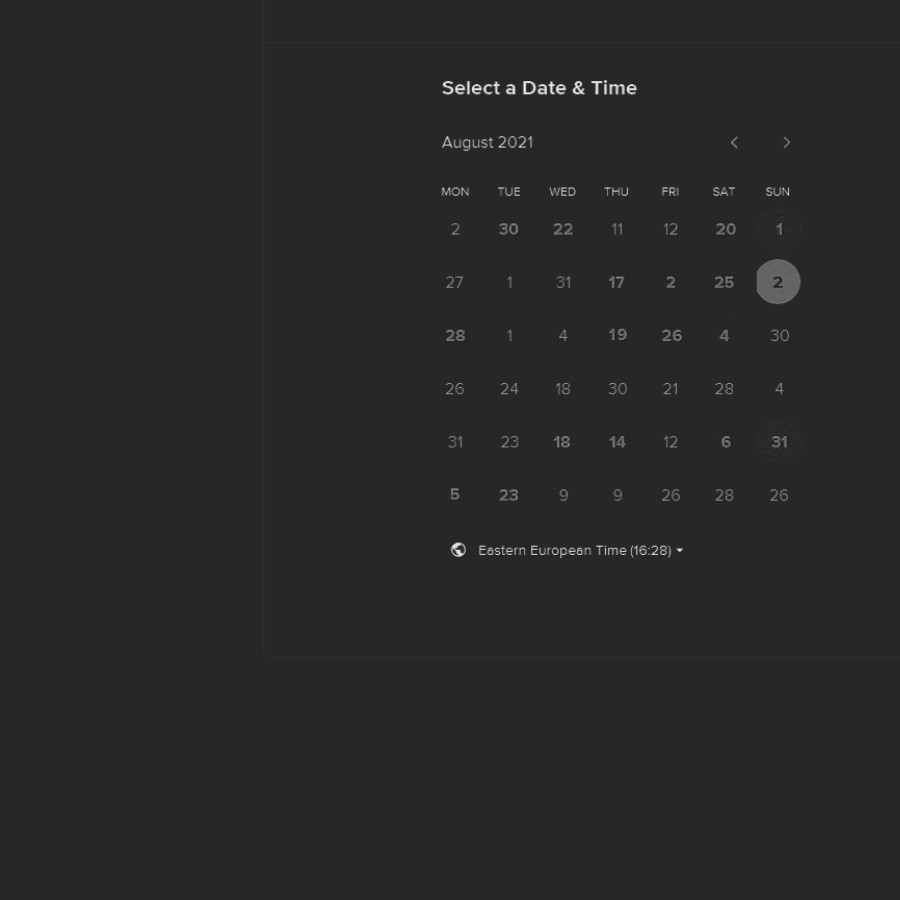 Select a Date & Time
August 2021
MON TUE WED THU FRI SAT SUN
2 30 22 11 12 20 1
27 1 31 17 2 25 2
28 1 4 19 26 4 30
26 24 18 30 21 28 4
31 23 18 14 12 6 31
5 23 9 9 26 28 26
Eastern European Time (16:28)